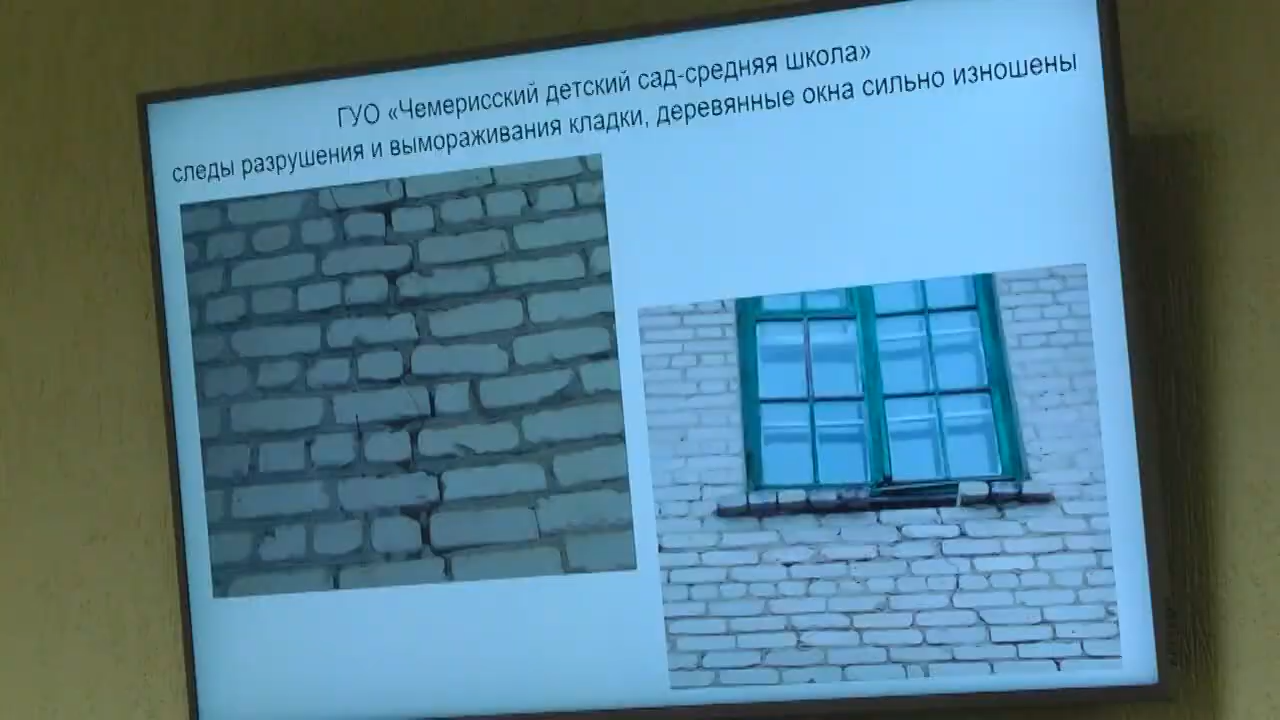 ГУО «Чемерисский детский сад-средняя школа»
следы разрушения и вымораживания кладки, деревянные окна сильно изношены